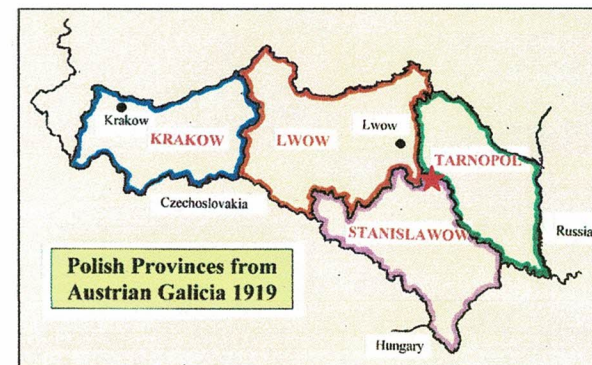 Krakow
KRAKOW
LWOW
Lwow
TARNOPOL
Czechoslovakia
STANISLAWOW
Russia
Polish Provinces from
Austrian Galicia 1919
Hungary